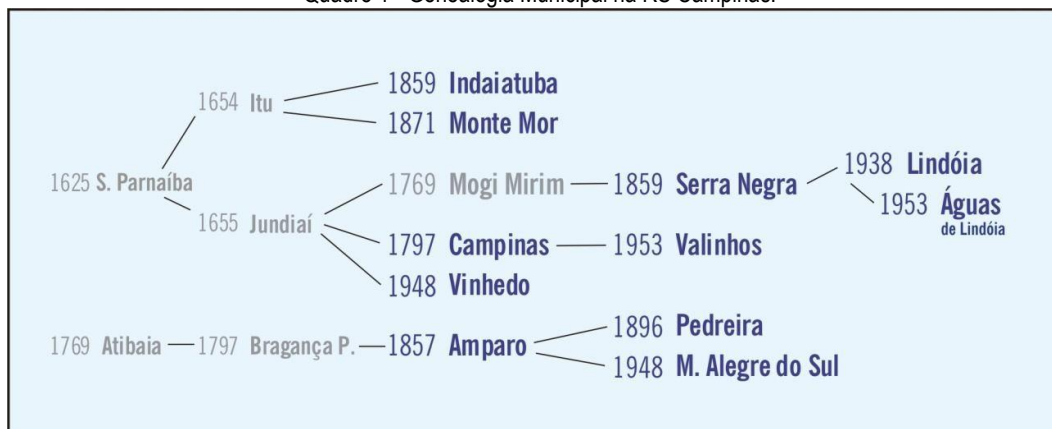 Quadro 1 - Genealogia Municipal na RG Campinas.
1859 Indaiatuba
1654 Itu
1871 Monte Mor
1938 Lindóia
1625 S. Parnaíba
1769 Mogi Mirim
1859 Serra Negra
1953 Águas
de Lindóia
1655 Jundiaí
1797 Campinas
1953 Valinhos
1948 Vinhedo
1896 Pedreira
1769 Atibaia
1797 Bragança P.
1857 Amparo
1948 M. Alegre do Sul